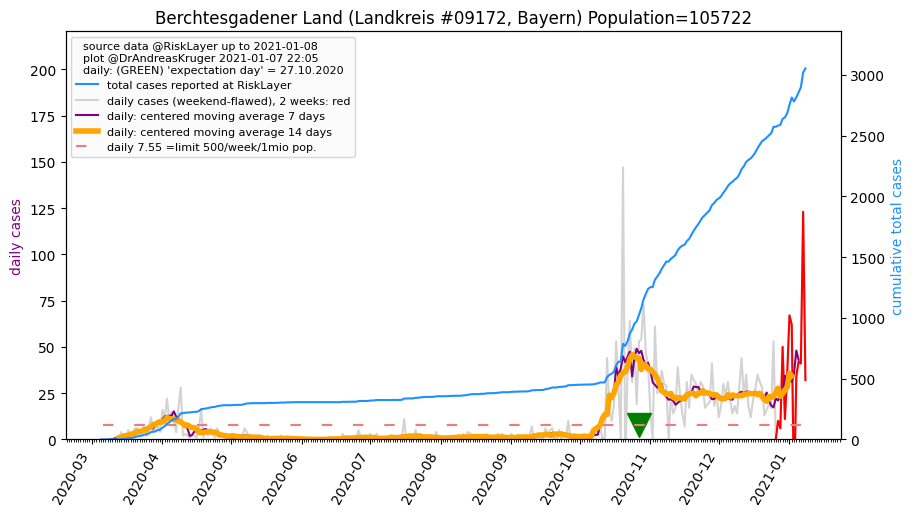 Berchtesgadener Land (Landkreis #09172, Bayern) Population=105722
source data @RiskLayer up to 2021-01-08
plot @DrAndreasKruger 2021-01-07 22:05
daily: (GREEN) 'expectation day' = 27.10.2020
total cases reported at RiskLayer
daily cases (weekend-flawed), 2 weeks: red
daily: centered moving average 7 days
daily: centered moving average 14 days
daily 7.55 =limit 500/week/1mio pop.
daily cases
200
175
150
125
100
75
50
25
0
cumulative total cases
3000
2500
2000
1500
1000
500
0
2020-03
2020-04
2020-05
2020-06
2020-07
2020-08
2020-09
2020-10
2020-11
2020-12
2021-01